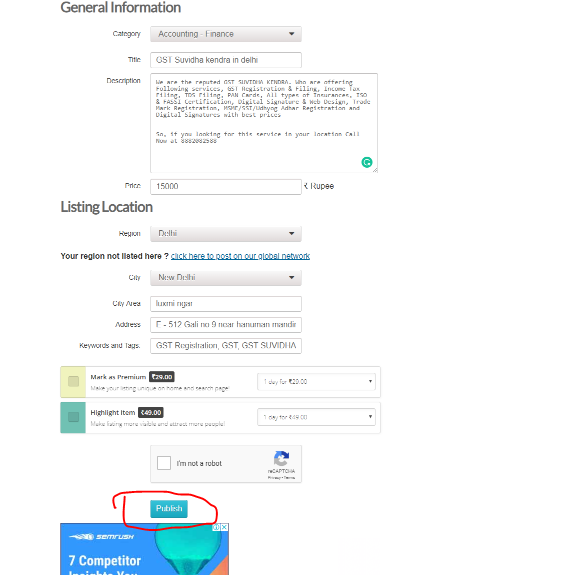 General Information
Category Accounting - Finance
Title GST Suvidha kendra in delhi
Description We are the reputed GST SUVIDHA KENDRA. Who are offering
Following services, GST Registration & Filing, Income Tax
Filing, TDS Filing, PAN Cards, All types of Insurances, ISO
& FASSI Certification, Digital Signature & Web Design, Trade
Mark Registration, MSME/SSI/Udhyog Adhar Registration and
Digital Signatures with best prices
So, if you looking for this service in your location Call
Now at 8882082588
Price 15000 Rupee
Listing Location
Region Delhi
Your region not listed here ? click here to post on our global network
City New Delhi
City Area luxmi ngar
Address E - 512 Gali no 9 near hanuman mandir
Keywords and Tags. GST Registration, GST, GST SUVIDHA
Mark as Premium ₹29.00
Make your listing unique on home and search page!
1 day for ₹29.00
Highlight Item ₹49.00
Make listing more visible and attract more people!
1 day for ₹49.00
I'm not a robot
reCAPTCHA
Privacy - Terms
Publish
semrush
7 Competitor
Insights You